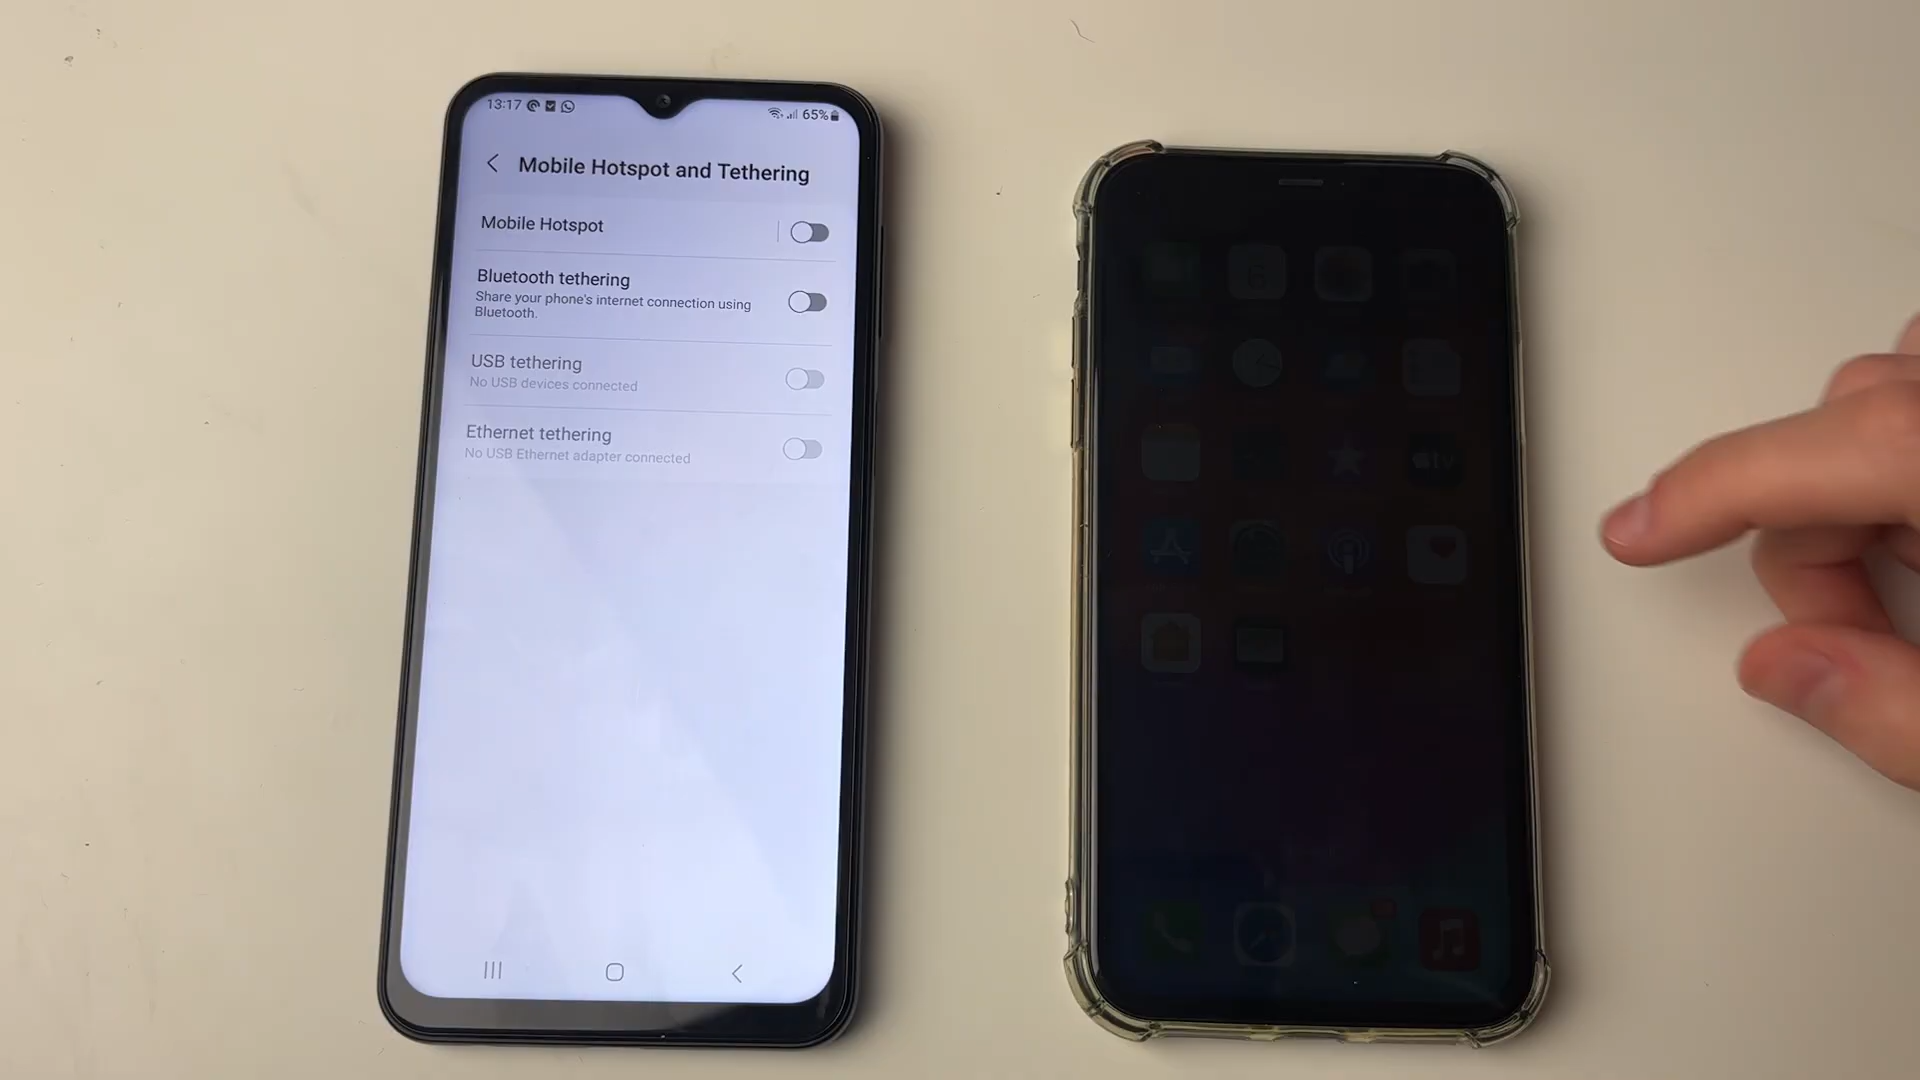 13:17
65%
Mobile Hotspot and Tethering
Mobile Hotspot
Bluetooth tethering
Share your phone's internet connection using
Bluetooth.
USB tethering
No USB devices connected
Ethernet tethering
No USB Ethernet adapter connected
tv